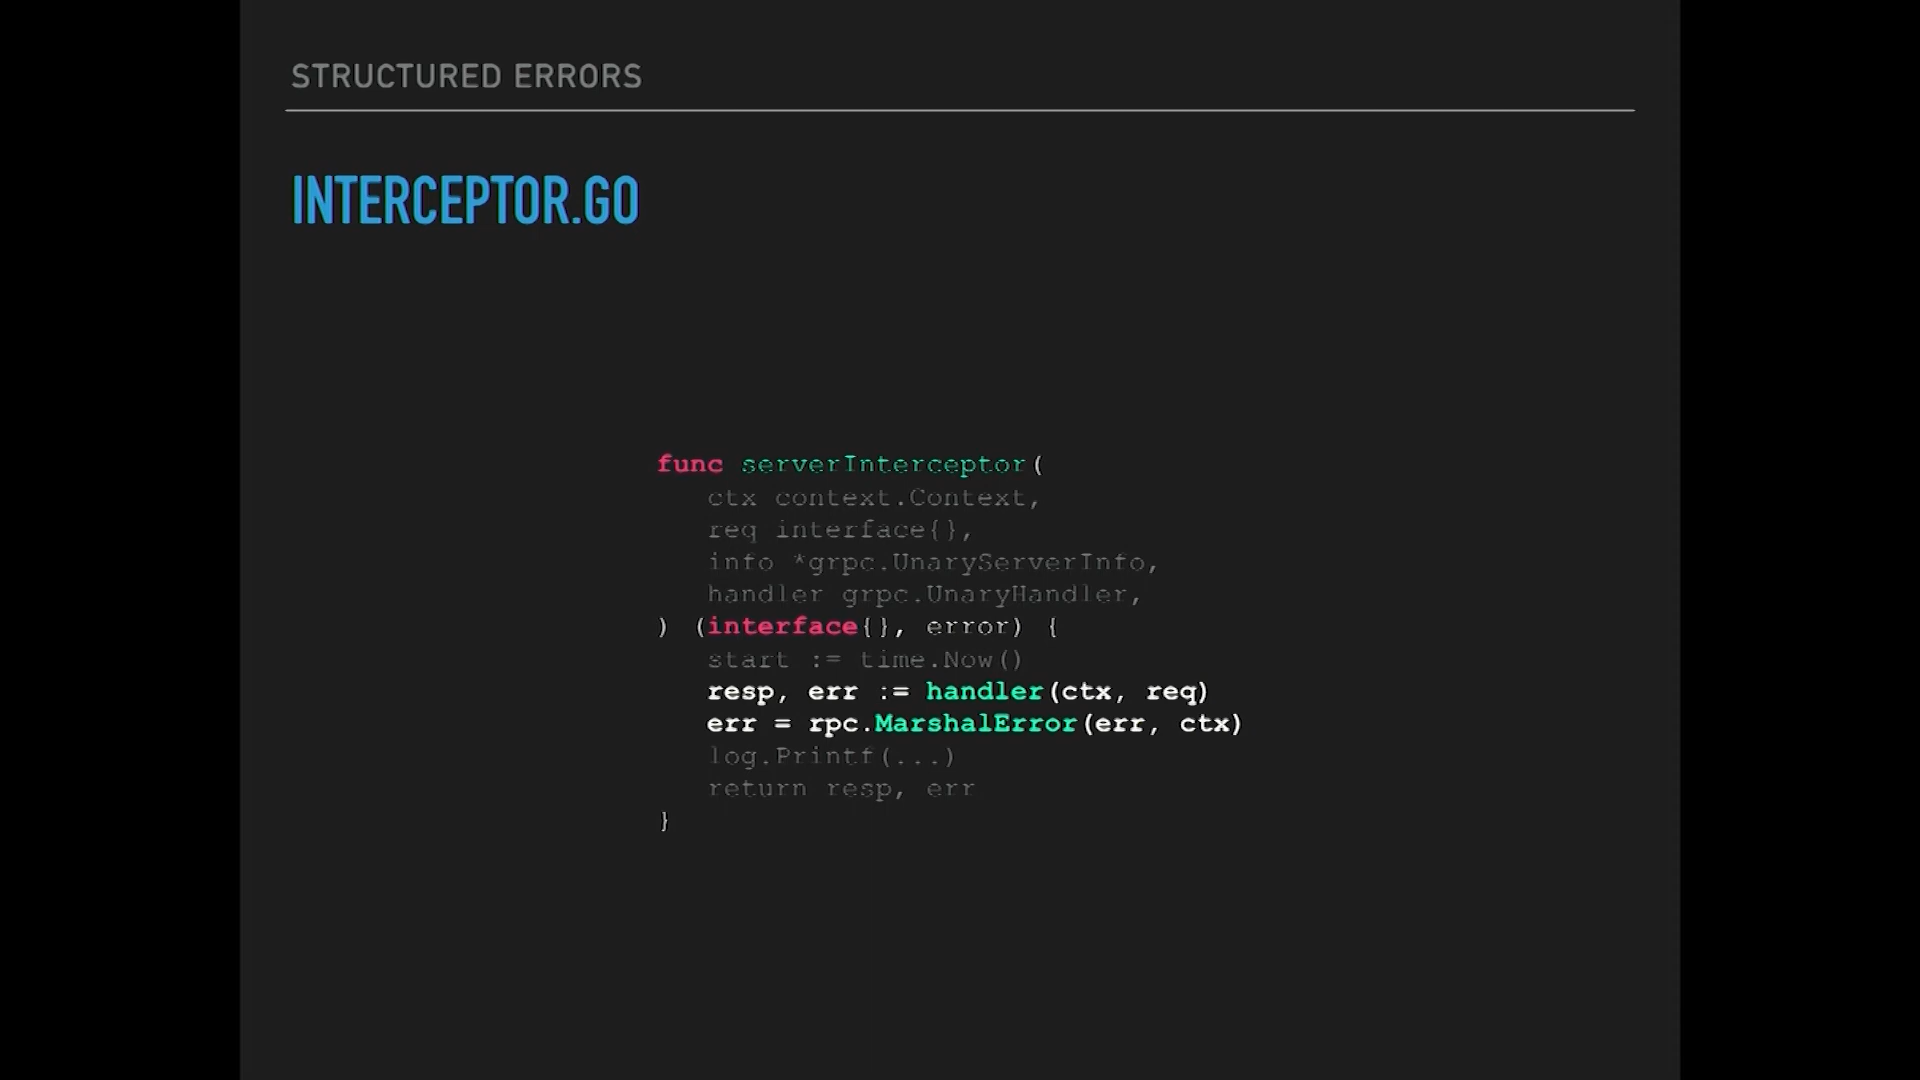 STRUCTURED ERRORS
INTERCEPTOR.GO
func serverInterceptor(
ctx context.Context,
req interface{},
info *grpc.UnaryServerInfo,
handler grpc.UnaryHandler,
) (interface{}, error) {
start := time.Now()
resp, err := handler(ctx, req)
err = rpc.MarshalError(err, ctx)
log.Printf(...)
return resp, err
}